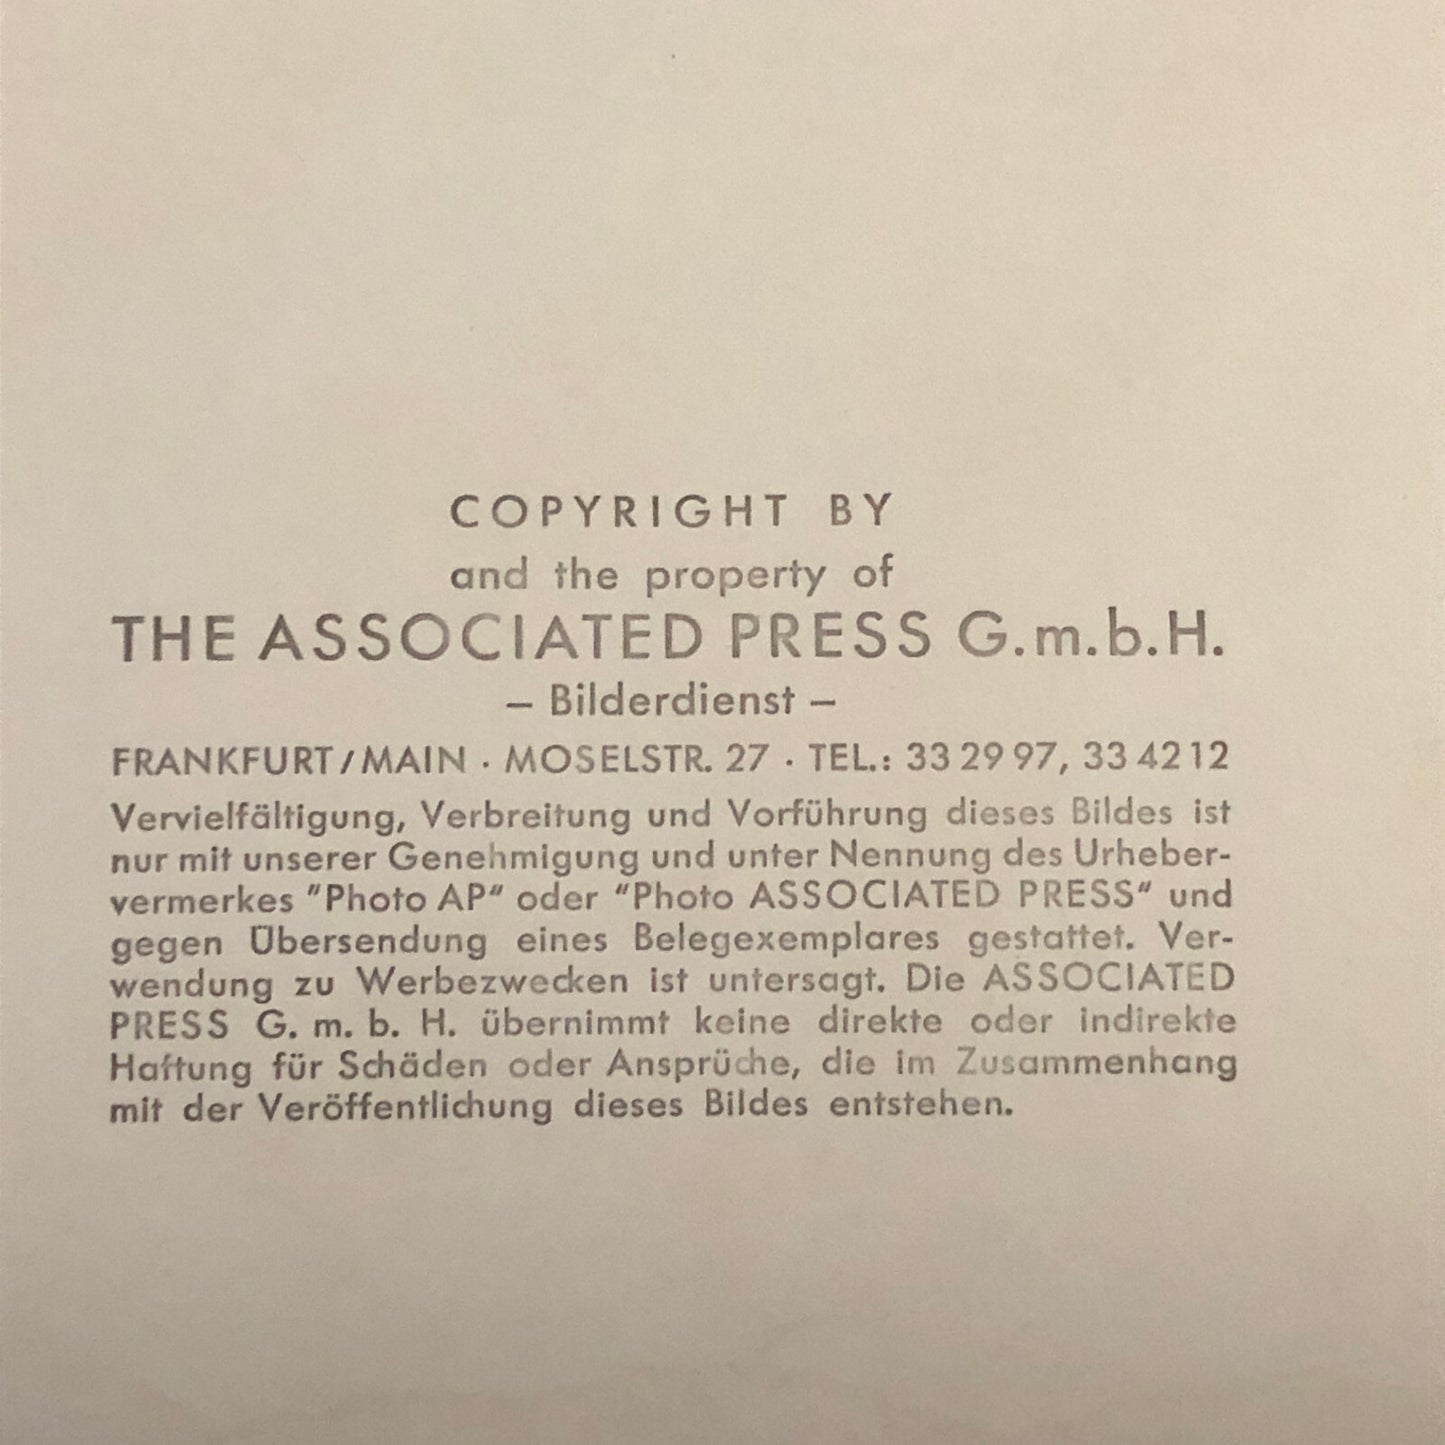 COPYRIGHT BY
and the property of
THE ASSOCIATED PRESS G.m.b.H.
– Bilderdienst –
FRANKFURT/MAIN · MOSELSTR. 27 · TEL.: 33 29 97, 33 42 12
Vervielfältigung, Verbreitung und Vorführung dieses Bildes ist
nur mit unserer Genehmigung und unter Nennung des Urheber-
vermerkes "Photo AP" oder "Photo ASSOCIATED PRESS" und
gegen Übersendung eines Belegexemplares gestattet. Ver-
wendung zu Werbezwecken ist untersagt. Die ASSOCIATED
PRESS G. m. b. H. übernimmt keine direkte oder indirekte
Haftung für Schäden oder Ansprüche, die im Zusammenhang
mit der Veröffentlichung dieses Bildes entstehen.